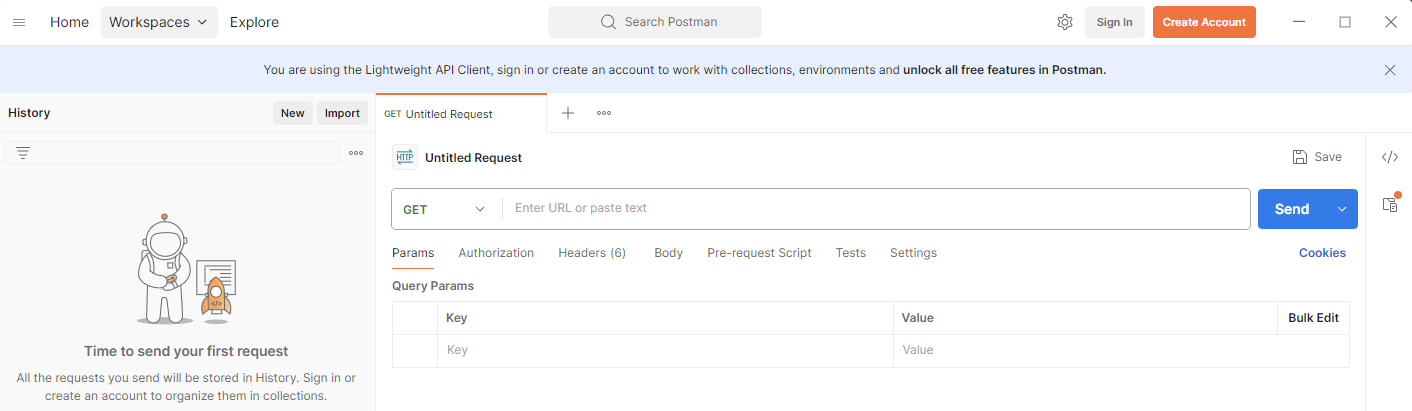 Home Workspaces Explore Search Postman Sign In Create Account
You are using the Lightweight API Client, sign in or create an account to work with collections, environments and unlock all free features in Postman.
History New Import
GET Untitled Request
HTTP Untitled Request Save
GET Enter URL or paste text Send
Params Authorization Headers (6) Body Pre-request Script Tests Settings Cookies
Query Params
Key Value Bulk Edit
Key Value
</>
Time to send your first request
All the requests you send will be stored in History. Sign in or
create an account to organize them in collections.